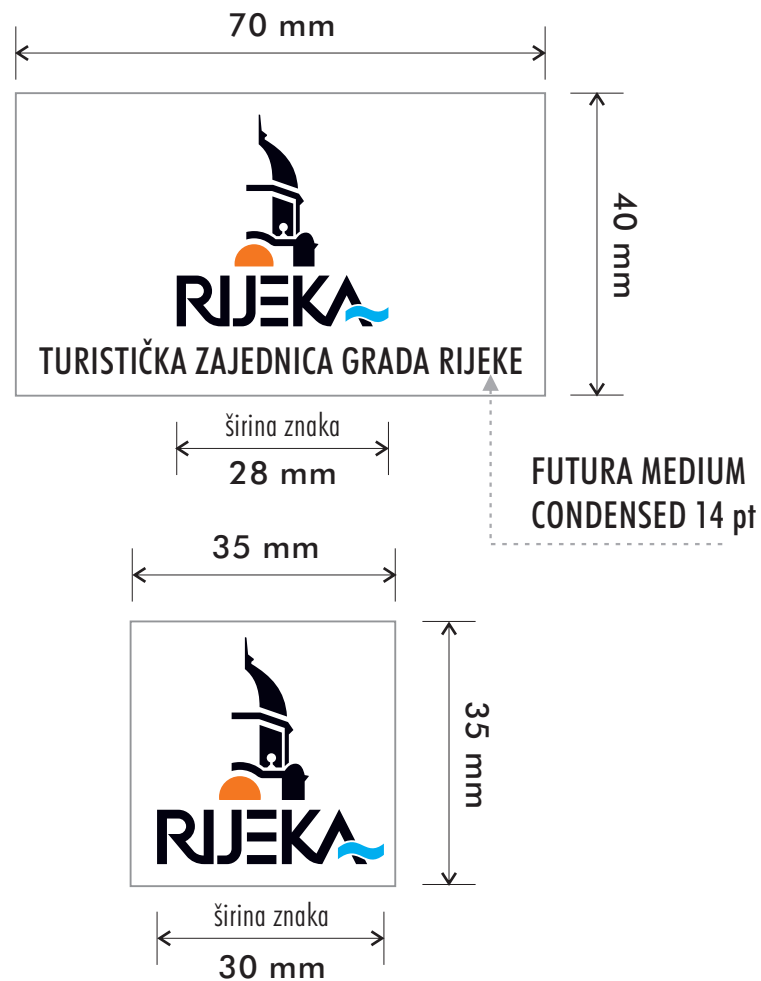 70 mm
40 mm
RIJEKA
TURISTIČKA ZAJEDNICA GRADA RIJEKE
širina znaka
28 mm
FUTURA MEDIUM
CONDENSED 14 pt
35 mm
35 mm
RIJEKA
širina znaka
30 mm